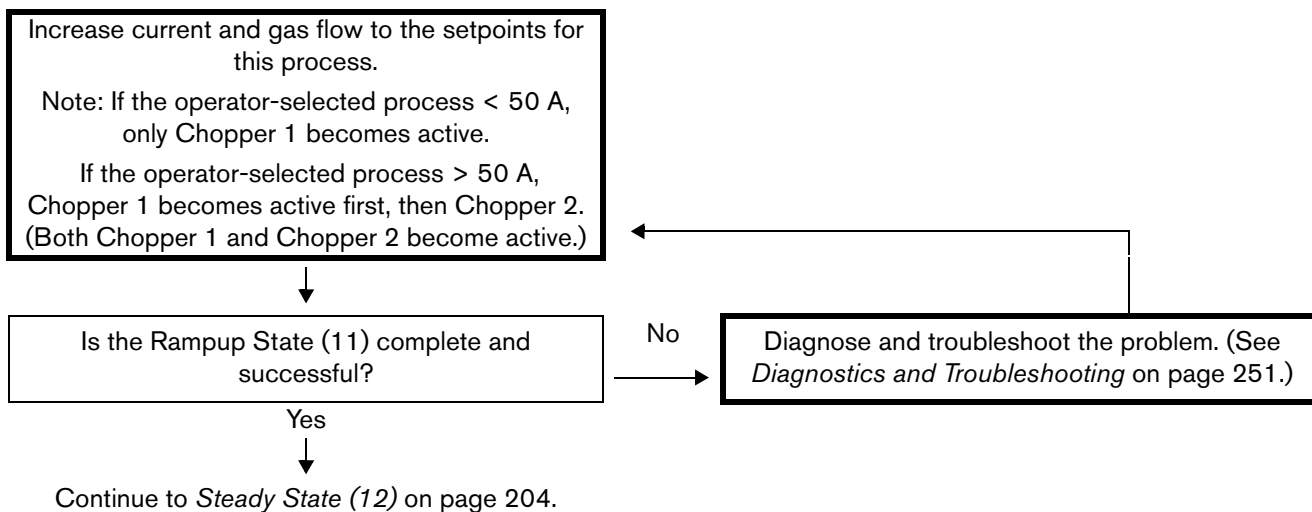 Increase current and gas flow to the setpoints for
this process.
Note: If the operator-selected process < 50 A,
only Chopper 1 becomes active.
If the operator-selected process > 50 A,
Chopper 1 becomes active first, then Chopper 2.
(Both Chopper 1 and Chopper 2 become active.)
Is the Rampup State (11) complete and
successful?
No
Diagnose and troubleshoot the problem. (See
Diagnostics and Troubleshooting on page 251.)
Yes
Continue to Steady State (12) on page 204.